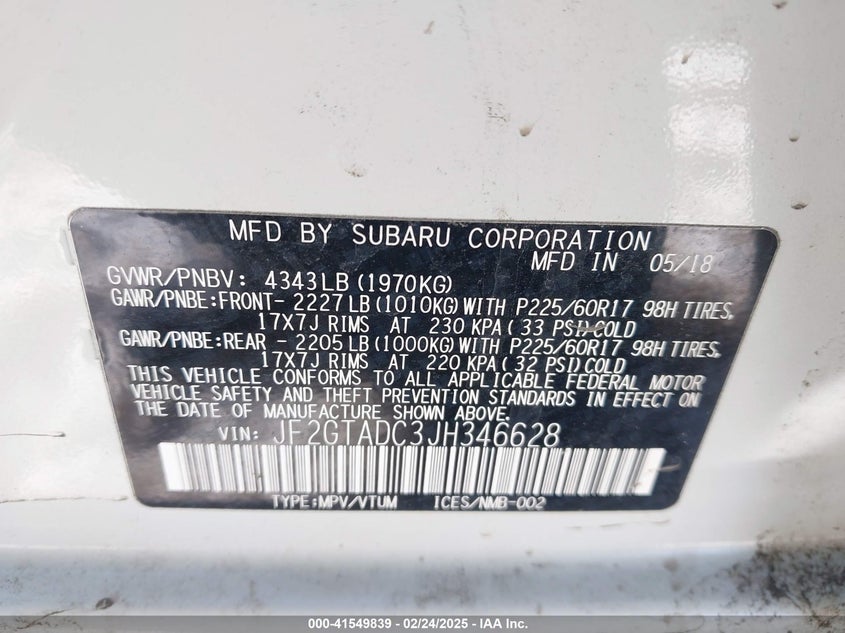 MFD BY SUBARU CORPORATION
MFD IN 05/18
GVWR/PNBV: 4343LB (1970KG)
GAWR/PNBE:FRONT- 2227LB (1010KG) WITH P225/60R17 98H TIRES,
17X7J RIMS AT 230 KPA ( 33 PSI) COLD
GAWR/PNBE:REAR - 2205LB (1000KG) WITH P225/60R17 98H TIRES,
17X7J RIMS AT 220 KPA ( 32 PSI) COLD
THIS VEHICLE CONFORMS TO ALL APPLICABLE FEDERAL MOTOR
VEHICLE SAFETY AND THEFT PREVENTION STANDARDS IN EFFECT ON
THE DATE OF MANUFACTURE SHOWN ABOVE.
VIN: JF2GTADC3JH346628
TYPE:MPV/VTUM ICES/NMB-002
000-41549839 - 02/24/2025 - IAA Inc.